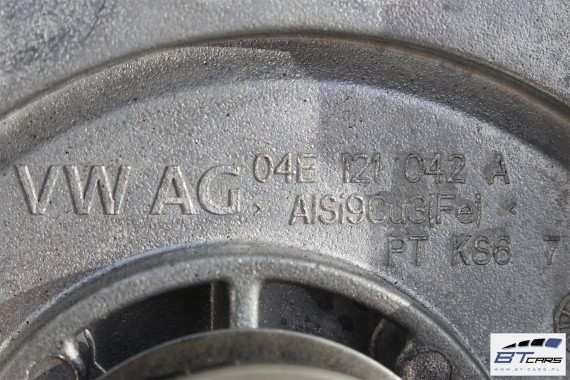 VW AG 04E 121 042 A
>AlSi9Cu3(Fe)<
PT KS6 7
BT CARS
WWW.BT-CARS.PL